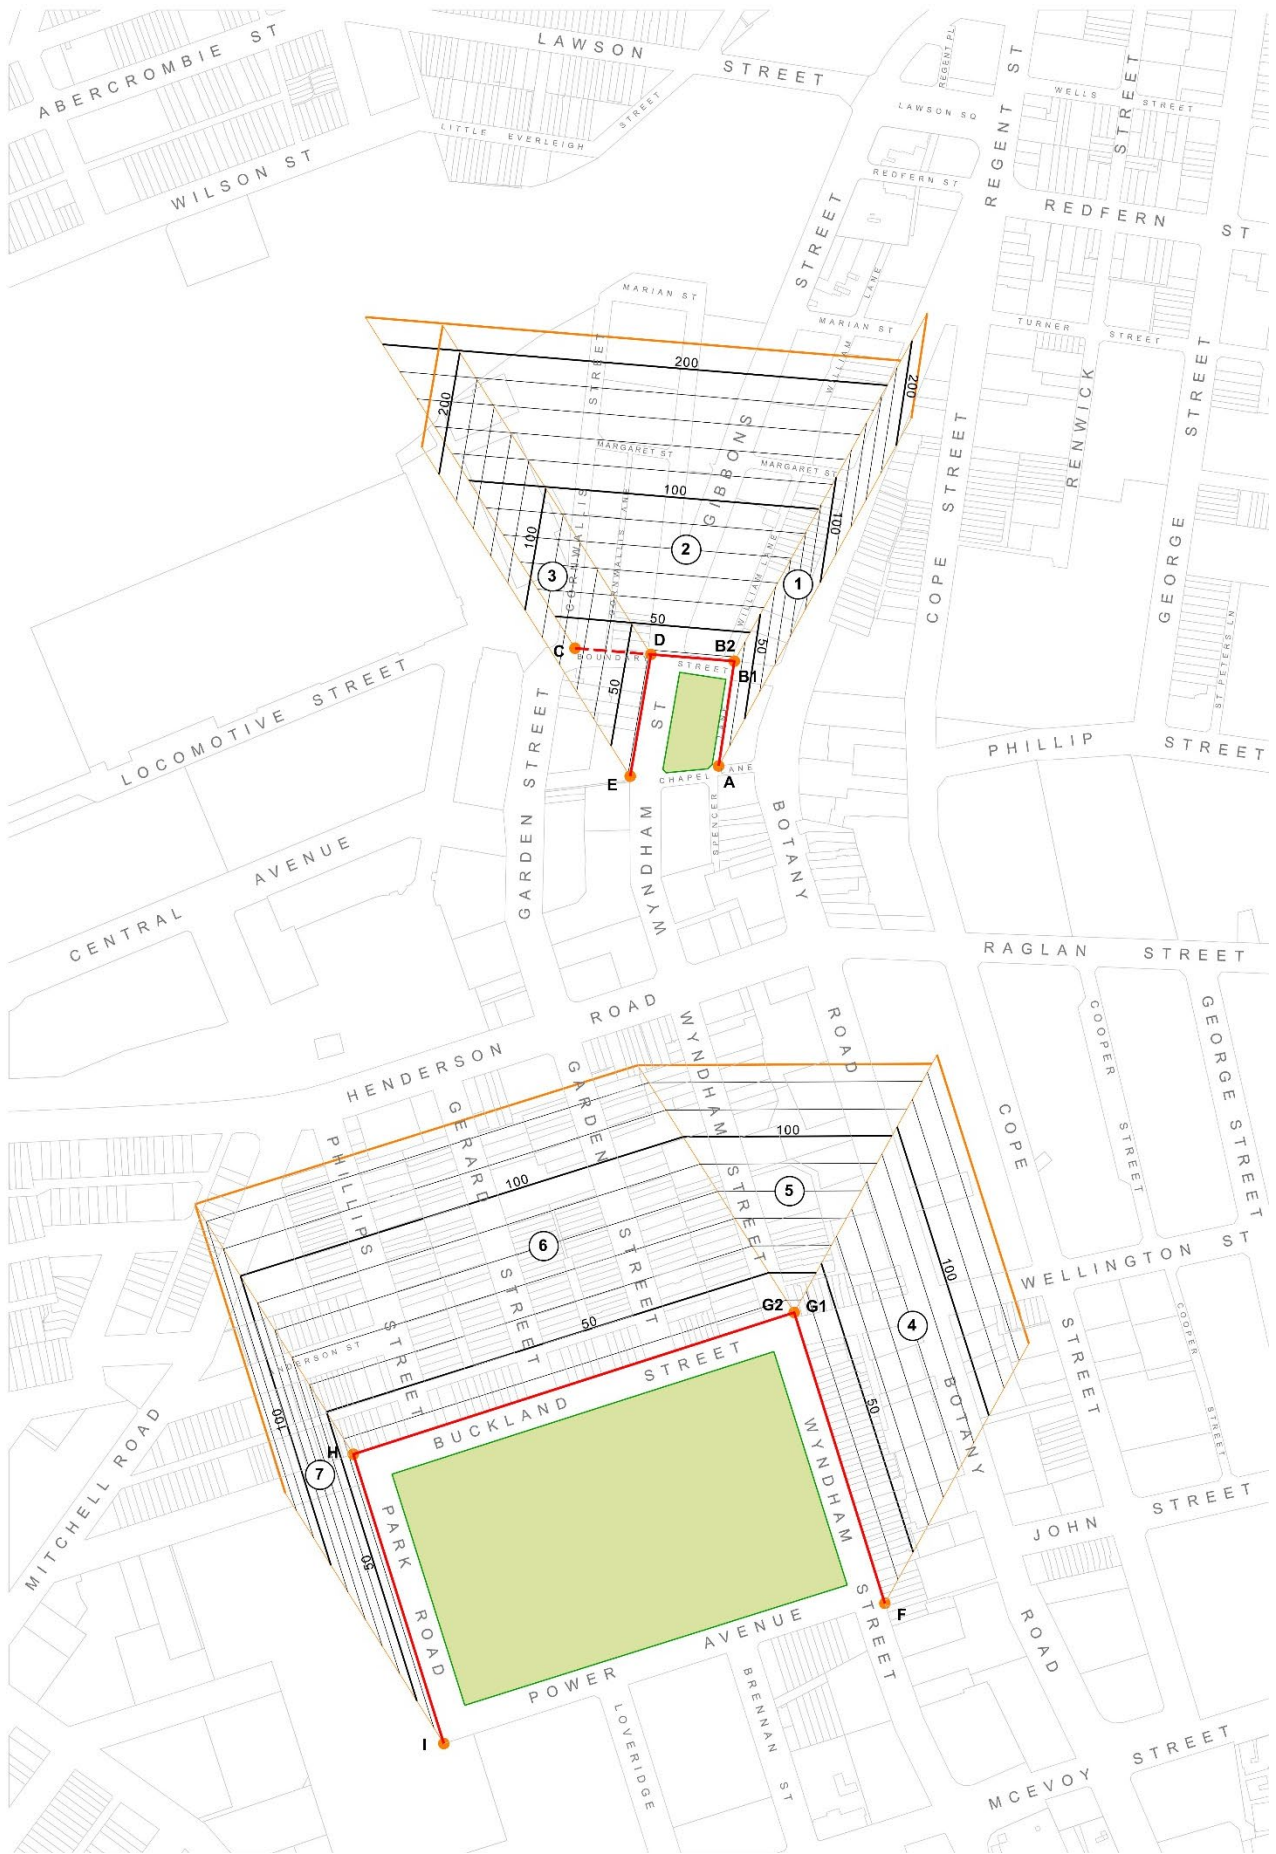 ABERCROMBIE ST
LAWSON STREET
LITTLE EVERLEIGH STREET
WILSON ST
REGENT PL
REGENT ST
WELLS STREET
STREET
LAWSON SQ
REDFERN ST
REDFERN ST
MARIAN ST
STREET
MARIAN ST
WILLIAM LANE
TURNER STREET
RENWICK
GEORGE STREET
200
200
200
STREET
GIBBONS
MARGARET ST
MARGARET ST
CORNWALLIS
CORNWALLIS LANE
WILLIAM LANE
100
100
100
2
3
1
50
50
50
C
D
B2
B1
BOUNDARY STREET
COPE STREET
GEORGE STREET
ST PETERS LN
LOCOMOTIVE STREET
GARDEN STREET
ST
WYNDHAM
E
A
CHAPEL LANE
SPENCER
BOTANY
PHILLIP STREET
CENTRAL AVENUE
RAGLAN STREET
HENDERSON ROAD
WYNDHAM STREET
ROAD
COPE
COOPER STREET
GEORGE STREET
PHILLIPS STREET
GERARD STREET
GARDEN STREET
100
100
100
100
5
6
4
7
50
50
50
G2
G1
H
F
I
WELLINGTON ST
STREET
COOPER STREET
MITCHELL ROAD
BUCKLAND STREET
PARK ROAD
WYNDHAM STREET
BOTANY ROAD
JOHN STREET
POWER AVENUE
LOVERIDGE
BRENNAN ST
MCEVOY STREET